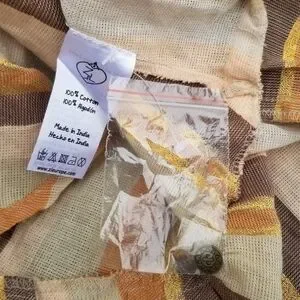 100% Cotton
100% Algodón
Made in India
Hecho en India